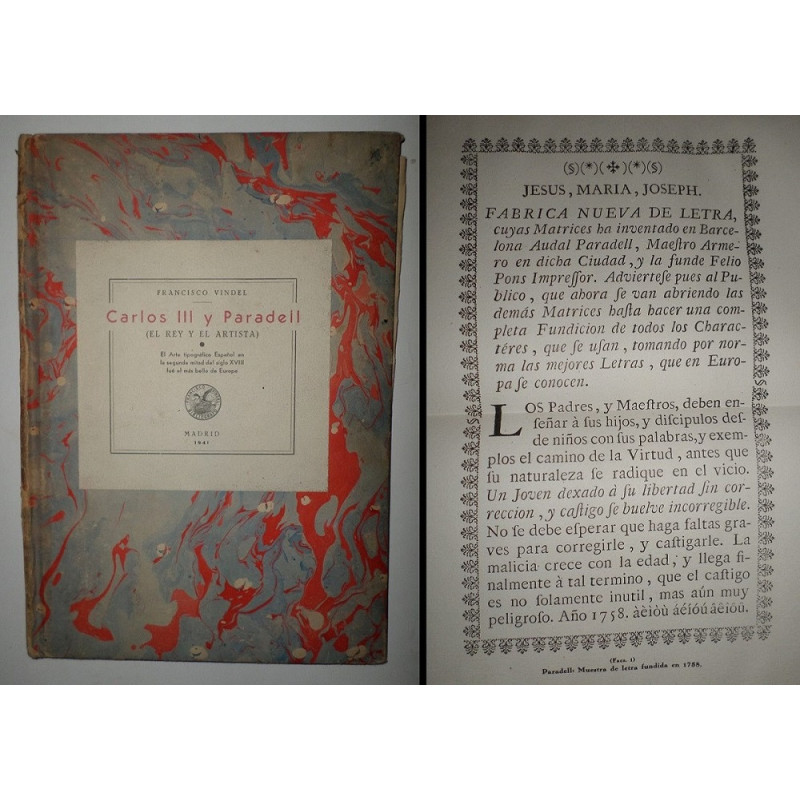 FRANCISCO VINDEL
Carlos III y Paradell
(EL REY Y EL ARTISTA)
El Arte tipográfico Español en
la segunda mitad del siglo XVIII
fué el más bello de Europa
MADRID
1941
(§)(*)(✠)(*)(§)
JESUS, MARIA, JOSEPH.
FABRICA NUEVA DE LETRA,
cuyas Matrices ha inventado en Barce-
lona Audal Paradell, Maeſtro Arme-
ro en dicha Ciudad, y la funde Felio
Pons Impreſſor. Advierteſe pues al Pu-
blico, que ahora ſe van abriendo las
demás Matrices haſta hacer una com-
pleta Fundicion de todos los Charac-
téres, que ſe uſan, tomando por nor-
ma las mejores Letras, que en Euro-
pa ſe conocen.
LOS Padres, y Maeſtros, deben en-
ſeñar à ſus hijos, y diſcipulos deſ-
de niños con ſus palabras, y exem-
plos el camino de la Virtud, antes que
ſu naturaleza ſe radique en el vicio.
Un Joven dexado à ſu libertad ſin cor-
reccion, y caſtigo ſe buelve incorregible.
No ſe debe eſperar que haga faltas gra-
ves para corregirle, y caſtigarle. La
malicia crece con la edad, y llega fi-
nalmente à tal termino, que el caſtigo
es no ſolamente inutil, mas aún muy
peligroſo. Año 1758. àèìòù áéíóú âêîôû.
(Facs. 1)
Paradell: Muestra de letra fundida en 1758.